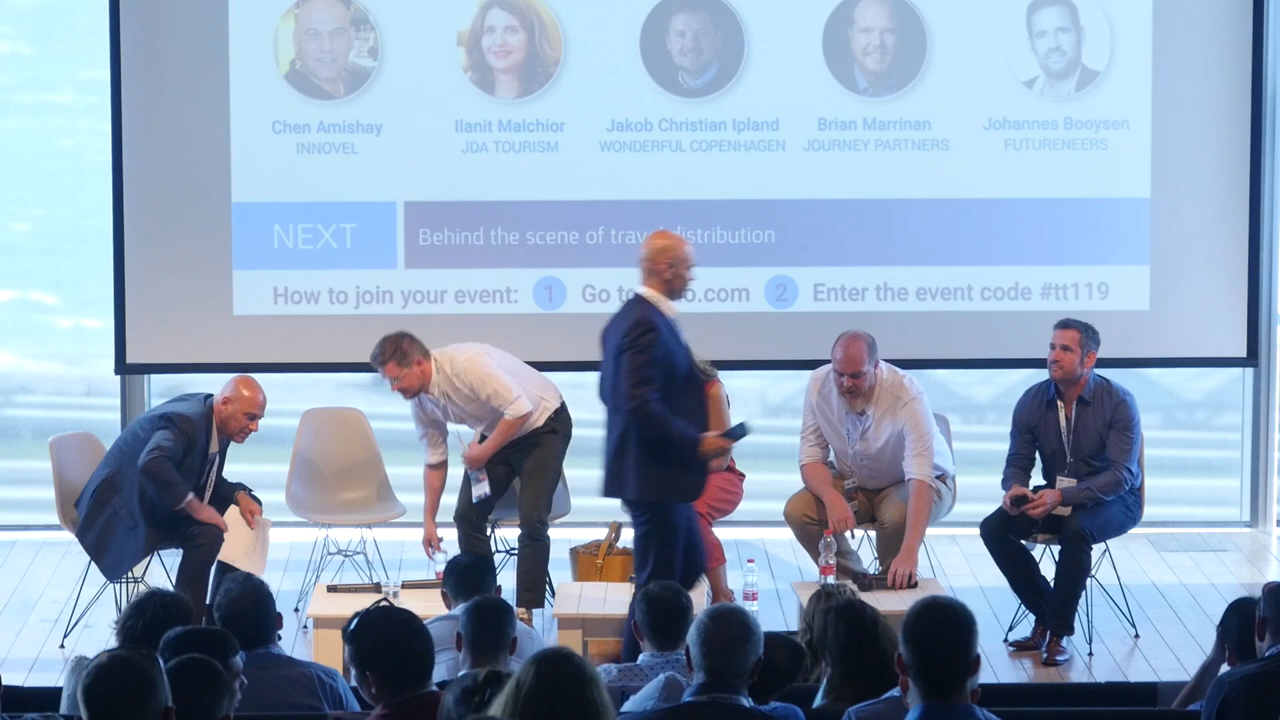 Chen Amishay
INNOVEL
Ilanit Malchior
JDA TOURISM
Jakob Christian Ipland
WONDERFUL COPENHAGEN
Brian Marrinan
JOURNEY PARTNERS
Johannes Booysen
FUTURENEERS
NEXT
Behind the scene of distribution
How to join your event: 1 Go .com 2 Enter the event code #tt119